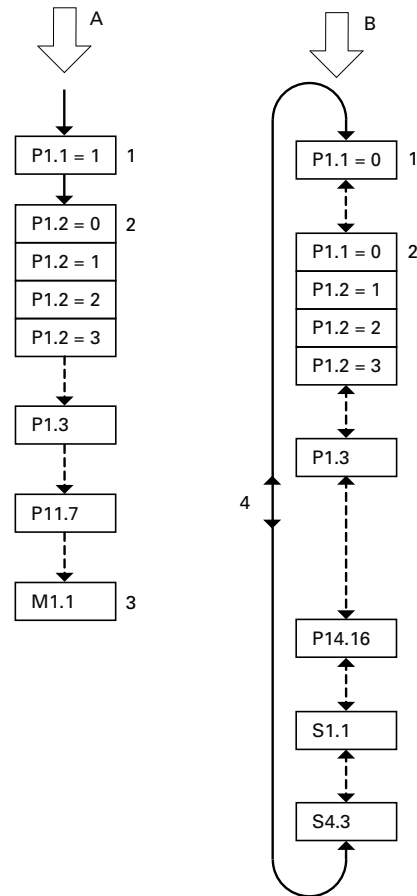 A
P1.1 = 1 1
P1.2 = 0 2
P1.2 = 1
P1.2 = 2
P1.2 = 3
P1.3
P11.7
M1.1 3
B
P1.1 = 0 1
P1.1 = 0 2
P1.2 = 1
P1.2 = 2
P1.2 = 3
P1.3
4
P14.16
S1.1
S4.3